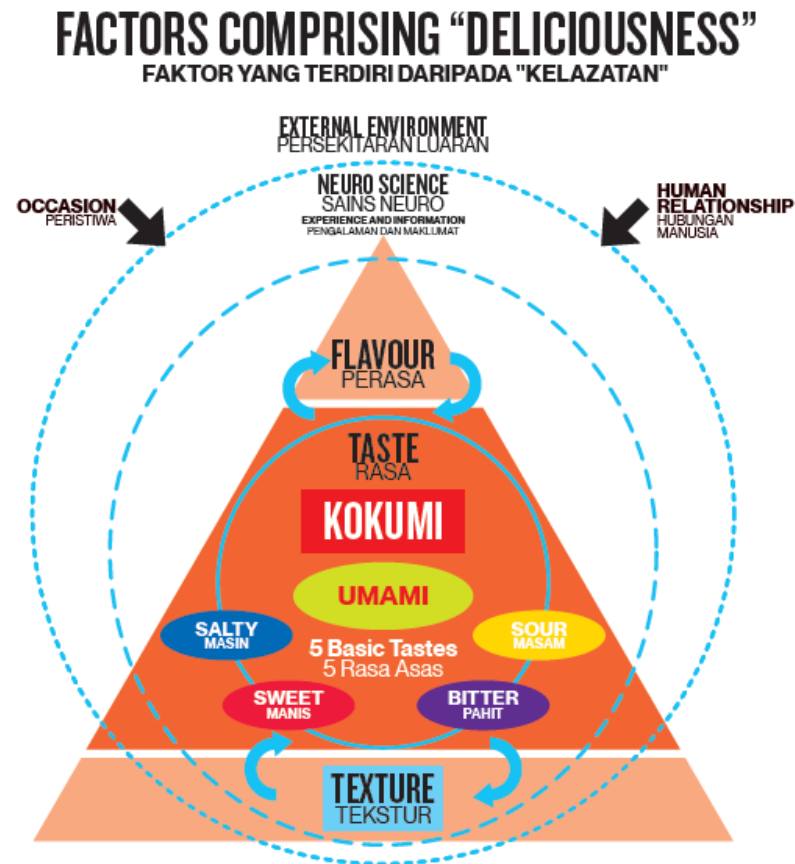 FACTORS COMPRISING “DELICIOUSNESS”
FAKTOR YANG TERDIRI DARIPADA "KELAZATAN"
EXTERNAL ENVIRONMENT
PERSEKITARAN LUARAN
NEURO SCIENCE
SAINS NEURO
EXPERIENCE AND INFORMATION
PENGALAMAN DAN MAKLUMAT
OCCASION
PERISTIWA
HUMAN
RELATIONSHIP
HUBUNGAN
MANUSIA
FLAVOUR
PERASA
TASTE
RASA
KOKUMI
UMAMI
SALTY
MASIN
5 Basic Tastes
5 Rasa Asas
SOUR
MASAM
SWEET
MANIS
BITTER
PAHIT
TEXTURE
TEKSTUR